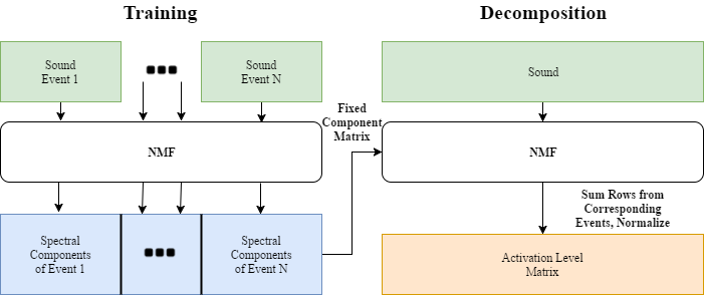 Training
Decomposition
Sound
Event 1
Sound
Event N
Sound
Fixed
Component
Matrix
NMF
NMF
Sum Rows from
Corresponding
Events, Normalize
Spectral
Components
of Event 1
Spectral
Components
of Event N
Activation Level
Matrix